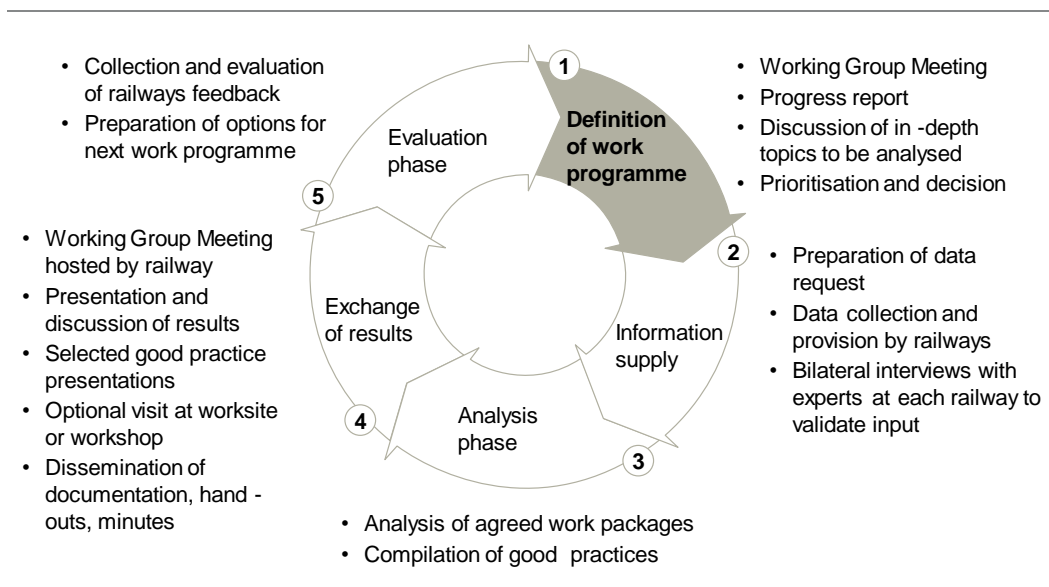 1
Definition
of work
programme
• Working Group Meeting
• Progress report
• Discussion of in -depth
topics to be analysed
• Prioritisation and decision
2
Information
supply
• Preparation of data
request
• Data collection and
provision by railways
• Bilateral interviews with
experts at each railway to
validate input
3
Analysis
phase
• Analysis of agreed work packages
• Compilation of good practices
4
Exchange
of results
• Working Group Meeting
hosted by railway
• Presentation and
discussion of results
• Selected good practice
presentations
• Optional visit at worksite
or workshop
• Dissemination of
documentation, hand -
outs, minutes
5
Evaluation
phase
• Collection and evaluation
of railways feedback
• Preparation of options for
next work programme